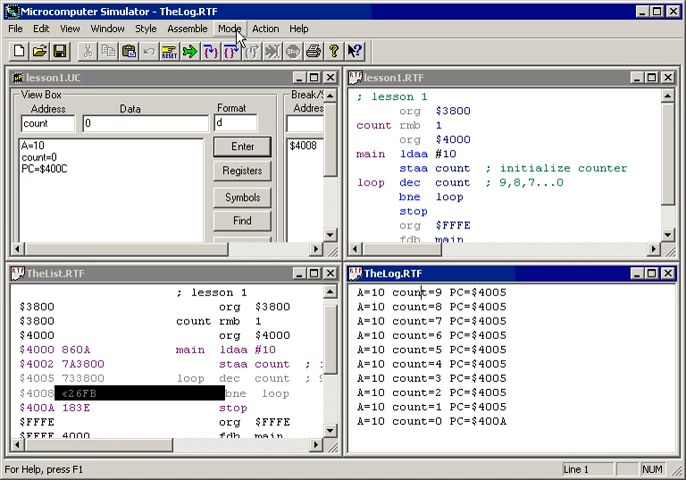 Microcomputer Simulator - TheLog.RTF
File Edit View Window Style Assemble Mode Action Help
RESET
STOP
lesson1.UC
View Box
Address Data Format
count 0 d
A=10
count=0
PC=$400C
Enter
Registers
Symbols
Find
Break/S
Addres
$4008
lesson1.RTF
; lesson 1
org $3800
count rmb 1
org $4000
main ldaa #10
staa count ; initialize counter
loop dec count ; 9,8,7...0
bne loop
stop
org $FFFE
fdb main
TheList.RTF
; lesson 1
$3800 org $3800
$3800 count rmb 1
$4000 org $4000
$4000 860A main ldaa #10
$4002 7A3800 staa count ;
$4005 733800 loop dec count ; 9
$4008 «26FB bne loop
$400A 183E stop
$FFFE org $FFFE
$FFFE 4000 fdb main
TheLog.RTF
A=10 count=9 PC=$4005
A=10 count=8 PC=$4005
A=10 count=7 PC=$4005
A=10 count=6 PC=$4005
A=10 count=5 PC=$4005
A=10 count=4 PC=$4005
A=10 count=3 PC=$4005
A=10 count=2 PC=$4005
A=10 count=1 PC=$4005
A=10 count=0 PC=$400A
For Help, press F1
Line 1
NUM